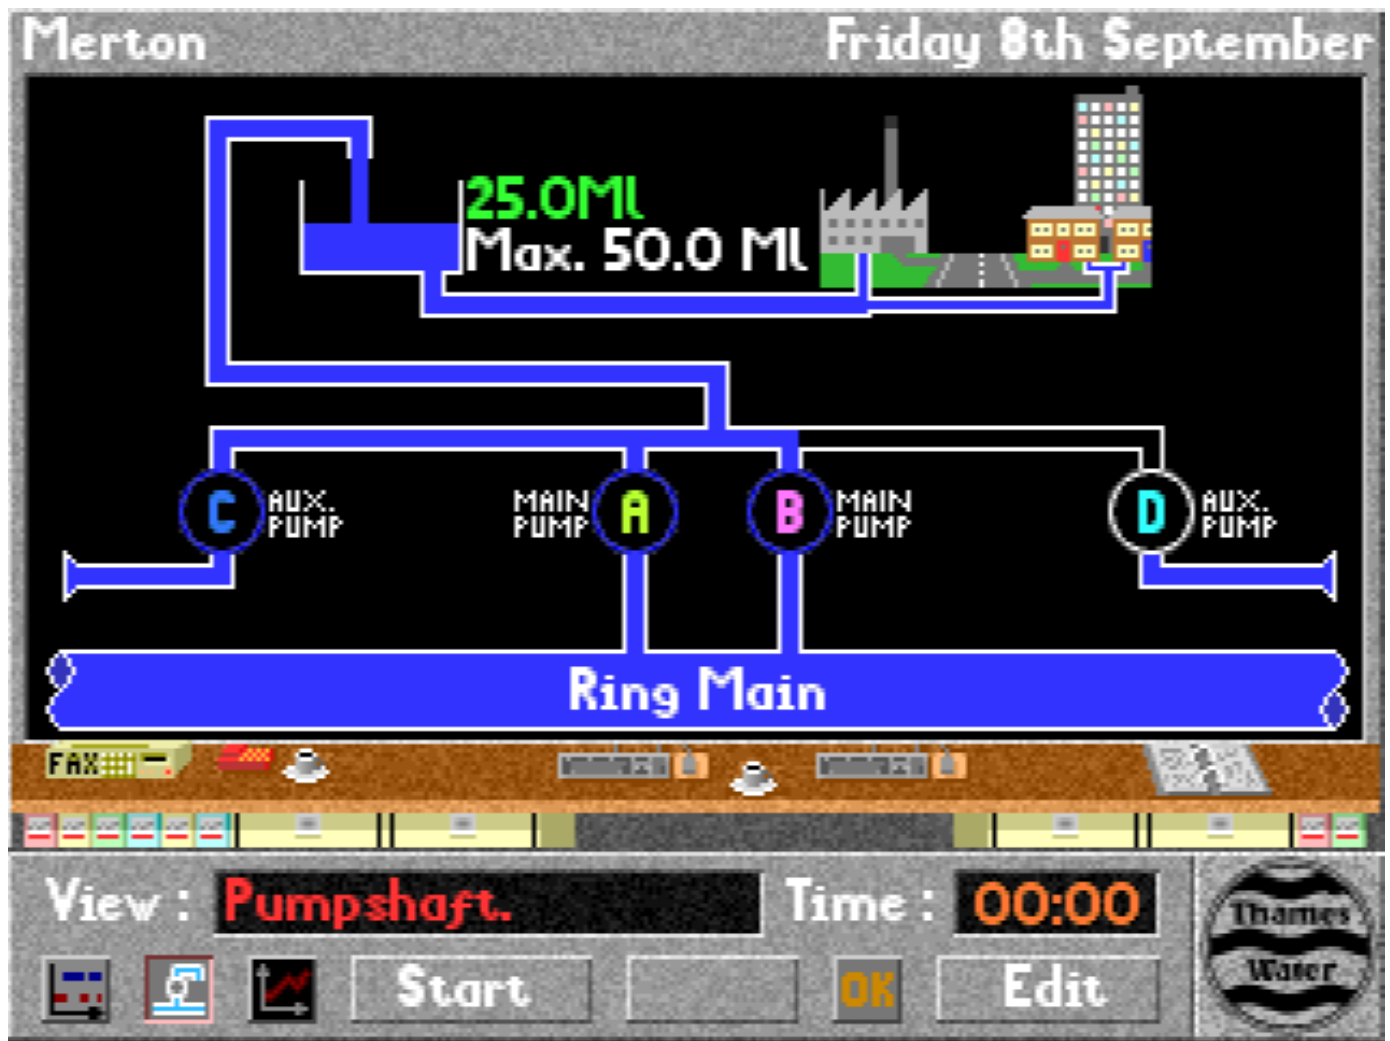 Merton
Friday 8th September
25.0Ml
Max. 50.0 Ml
C
AUX.
PUMP
MAIN
PUMP
A
B
MAIN
PUMP
D
AUX.
PUMP
Ring Main
FAX
View : Pumpshaft.
Time : 00:00
Start
OK
Edit
Thames
Water